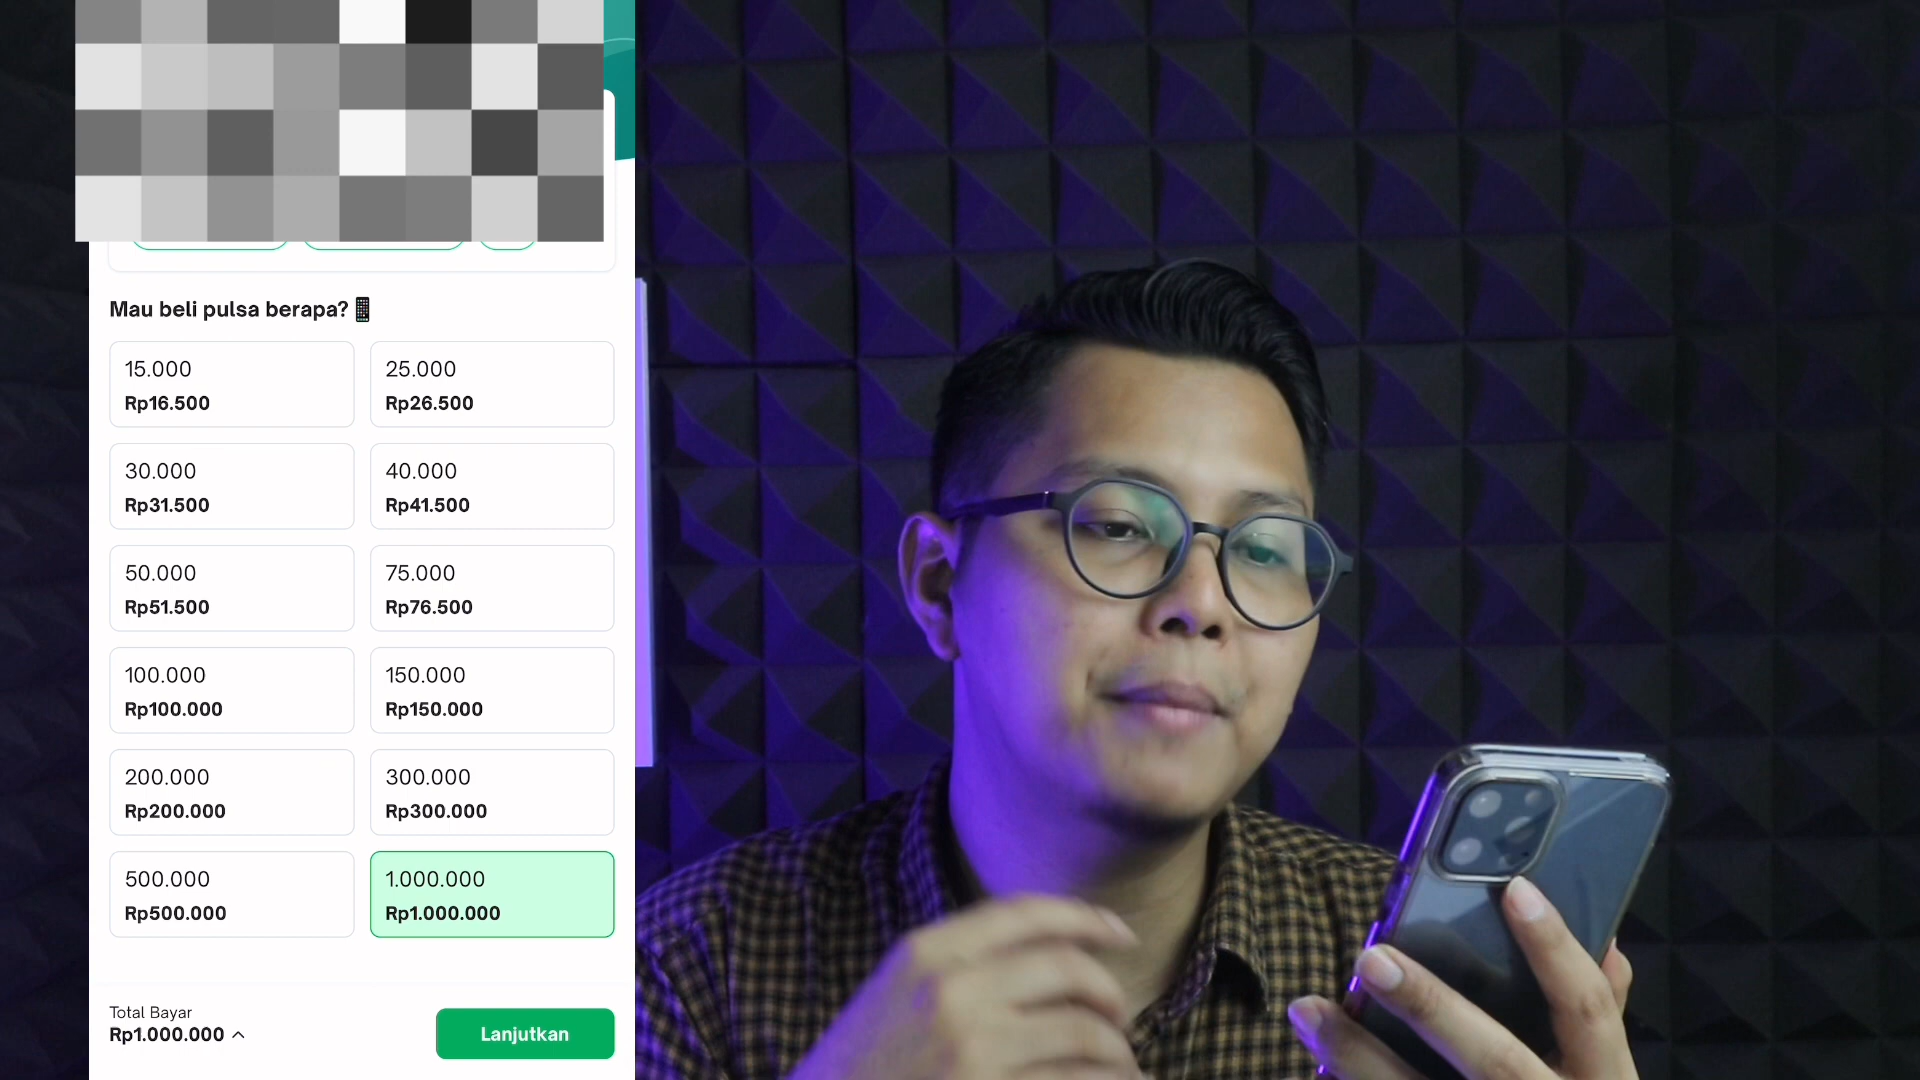 Mau beli pulsa berapa?📱
15.000
Rp16.500
25.000
Rp26.500
30.000
Rp31.500
40.000
Rp41.500
50.000
Rp51.500
75.000
Rp76.500
100.000
Rp100.000
150.000
Rp150.000
200.000
Rp200.000
300.000
Rp300.000
500.000
Rp500.000
1.000.000
Rp1.000.000
Total Bayar
Rp1.000.000
Lanjutkan